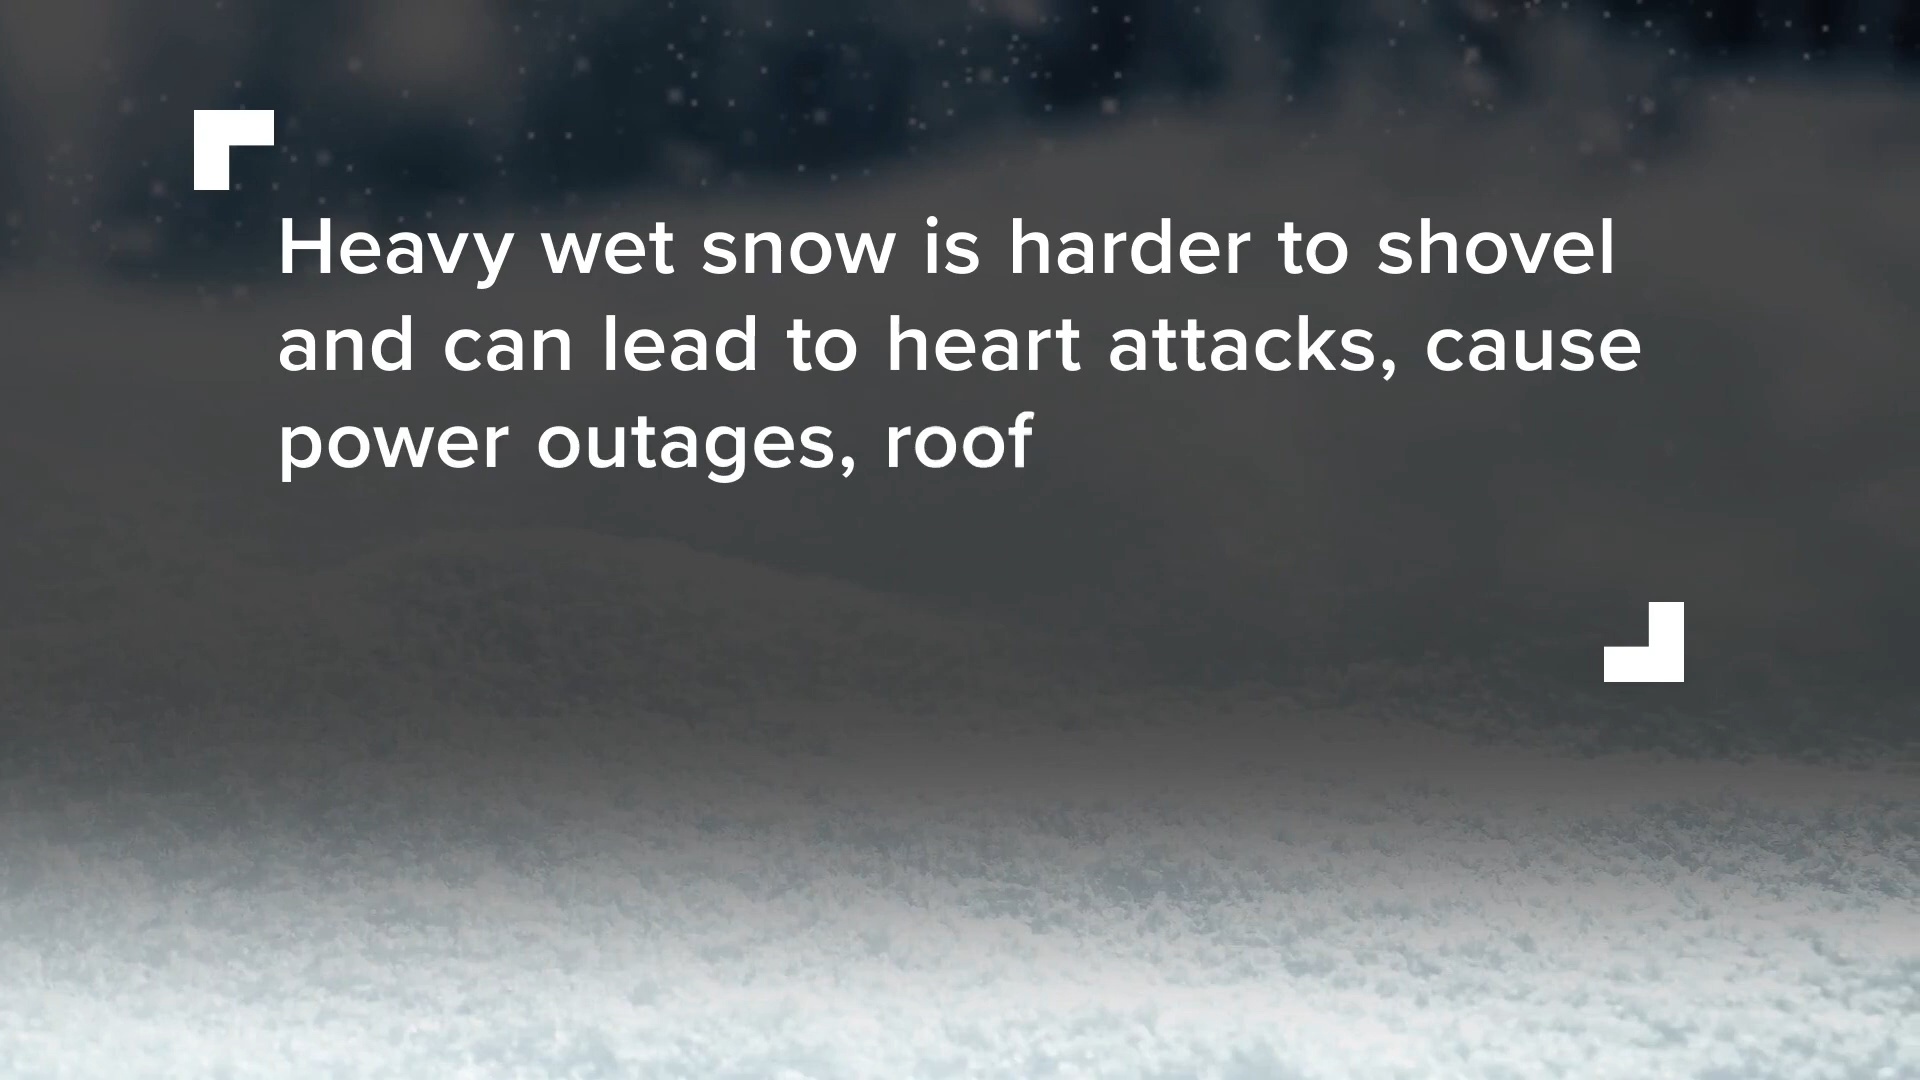 Heavy wet snow is harder to shovel
and can lead to heart attacks, cause
power outages, roof